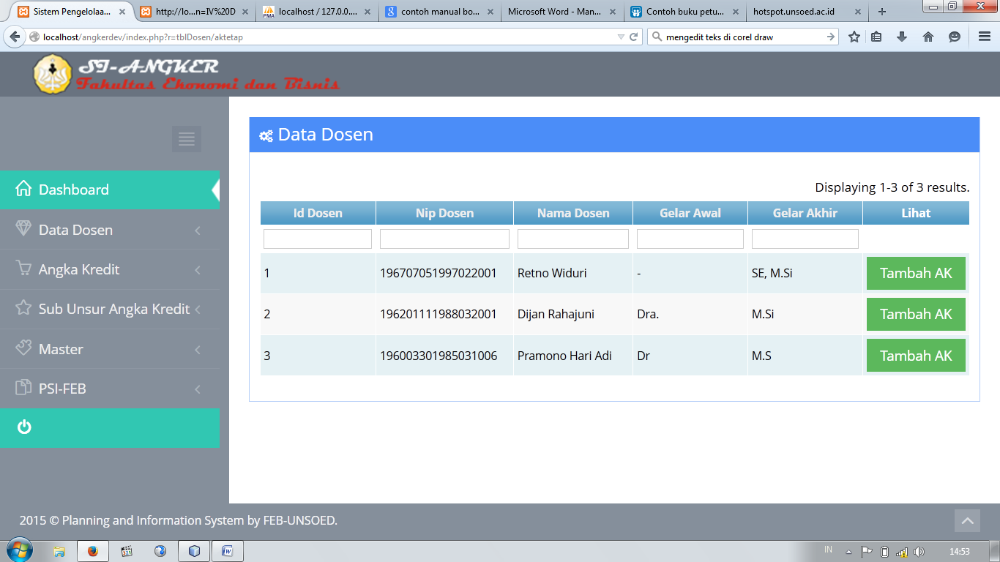 Sistem Pengelolaa... http://lo...n=IV%20D localhost / 127.0.0.... contoh manual bo... Microsoft Word - Man... Contoh buku petu... hotspot.unsoed.ac.id
localhost/angkerdev/index.php?r=tblDosen/aktetap mengedit teks di corel draw
SI-ANGKER
Fakultas Ekonomi dan Bisnis
Data Dosen
Dashboard
Data Dosen
Angka Kredit
Sub Unsur Angka Kredit
Master
PSI-FEB
Displaying 1-3 of 3 results.
Id Dosen Nip Dosen Nama Dosen Gelar Awal Gelar Akhir Lihat
1 196707051997022001 Retno Widuri - SE, M.Si Tambah AK
2 196201111988032001 Dijan Rahajuni Dra. M.Si Tambah AK
3 196003301985031006 Pramono Hari Adi Dr M.S Tambah AK
2015 © Planning and Information System by FEB-UNSOED.
IN 14:53